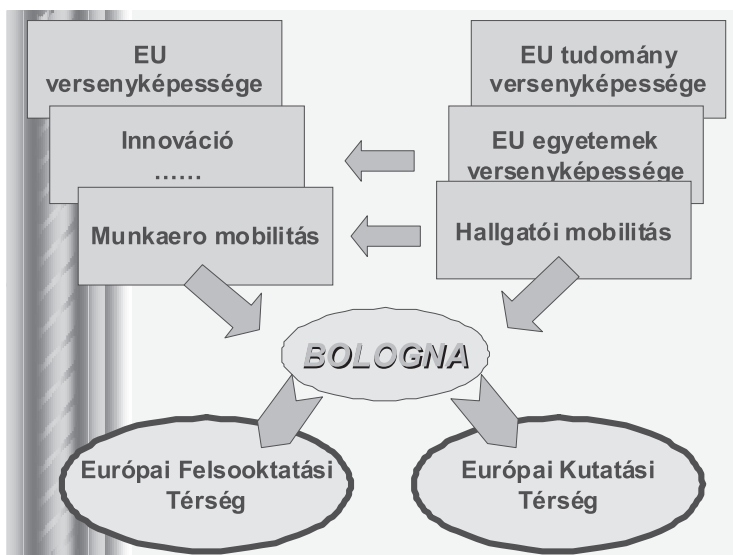 EU
versenyképessége
Innováció
......
Munkaero mobilitás
EU tudomány
versenyképessége
EU egyetemek
versenyképessége
Hallgatói mobilitás
BOLOGNA
Európai Felsooktatási
Térség
Európai Kutatási
Térség